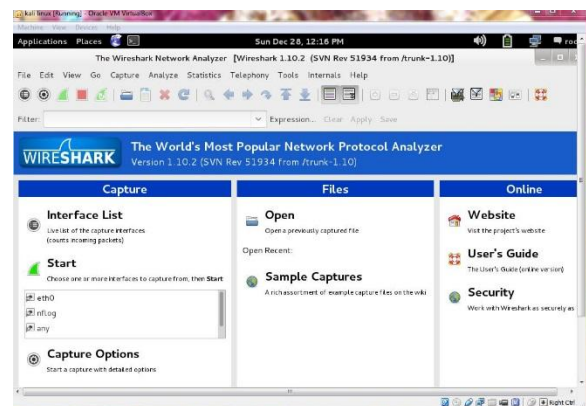 kali linux [Running] - Oracle VM VirtualBox
Machine View Devices Help
Applications Places Sun Dec 28, 12:16 PM roo
The Wireshark Network Analyzer [Wireshark 1.10.2 (SVN Rev 51934 from /trunk-1.10)]
File Edit View Go Capture Analyze Statistics Telephony Tools Internals Help
Filter: Expression... Clear Apply Save
WIRESHARK
The World's Most Popular Network Protocol Analyzer
Version 1.10.2 (SVN Rev 51934 from /trunk-1.10)
Capture
Interface List
Live list of the capture interfaces
(counts incoming packets)
Start
Choose one or more interfaces to capture from, then Start
eth0
nflog
any
Capture Options
Start a capture with detailed options
Files
Open
Open a previously captured file
Open Recent:
Sample Captures
A rich assortment of example capture files on the wiki
Online
Website
Visit the project's website
User's Guide
The User's Guide (online version)
Security
Work with Wireshark as securely as
Right Ctrl